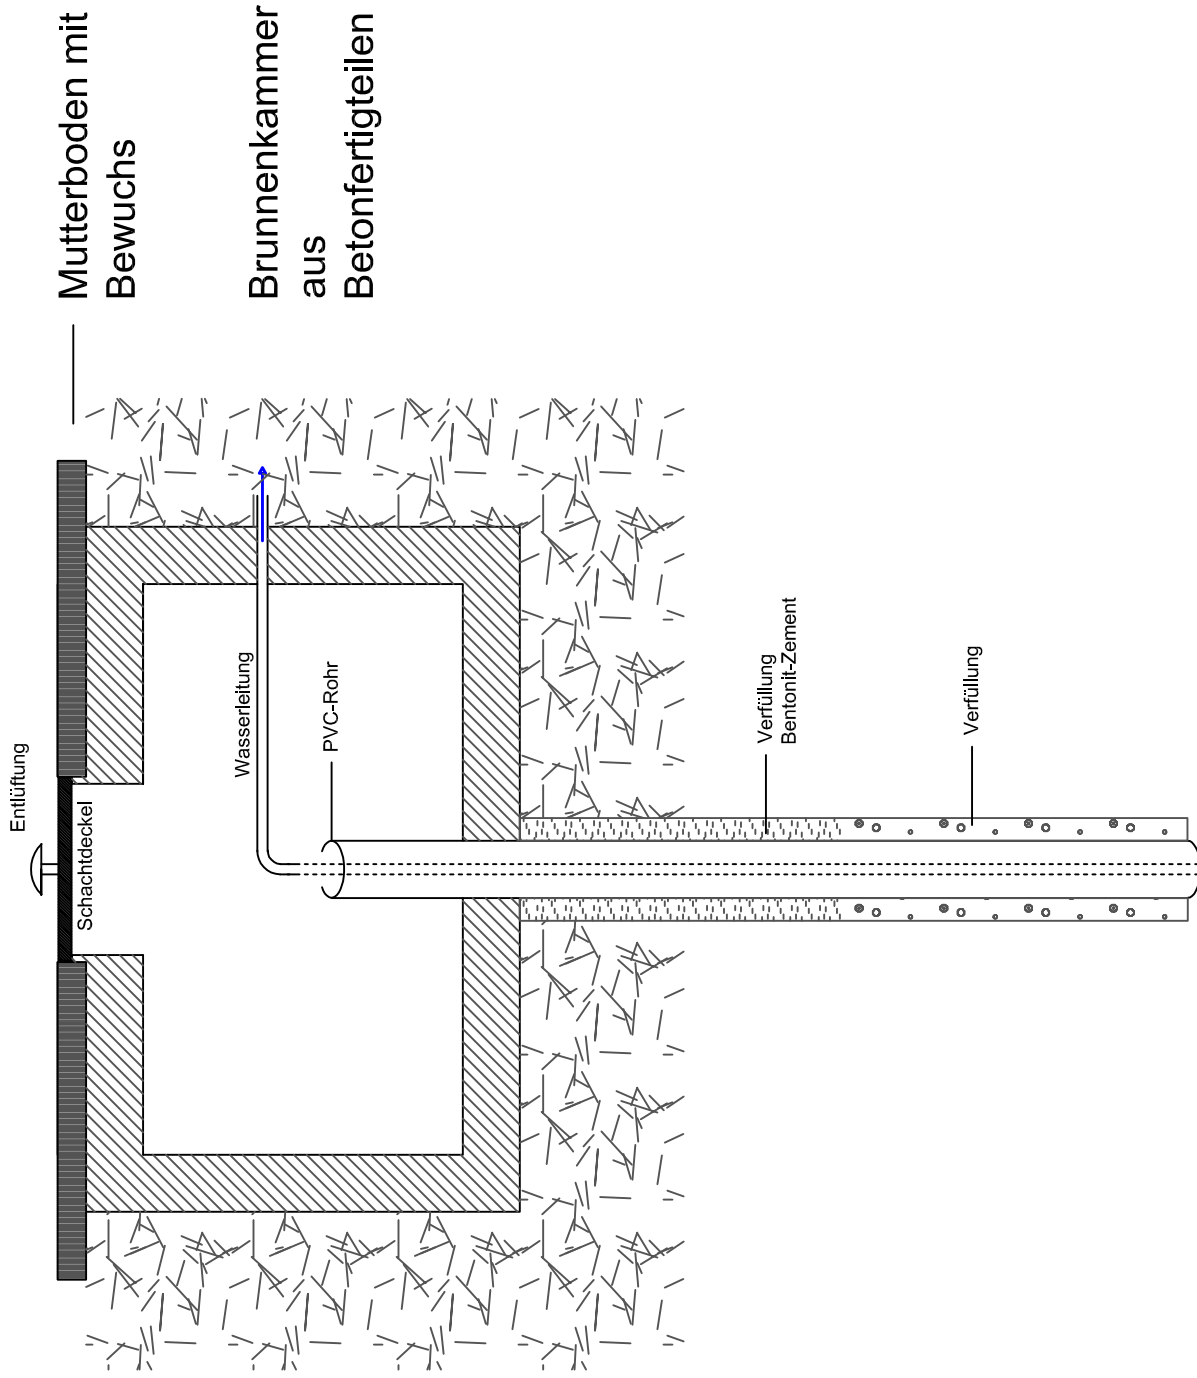 Mutterboden mit
Bewuchs
Brunnenkammer
aus
Betonfertigteilen
Entlüftung
Schachtdeckel
Wasserleitung
PVC-Rohr
Verfüllung
Bentonit-Zement
Verfüllung